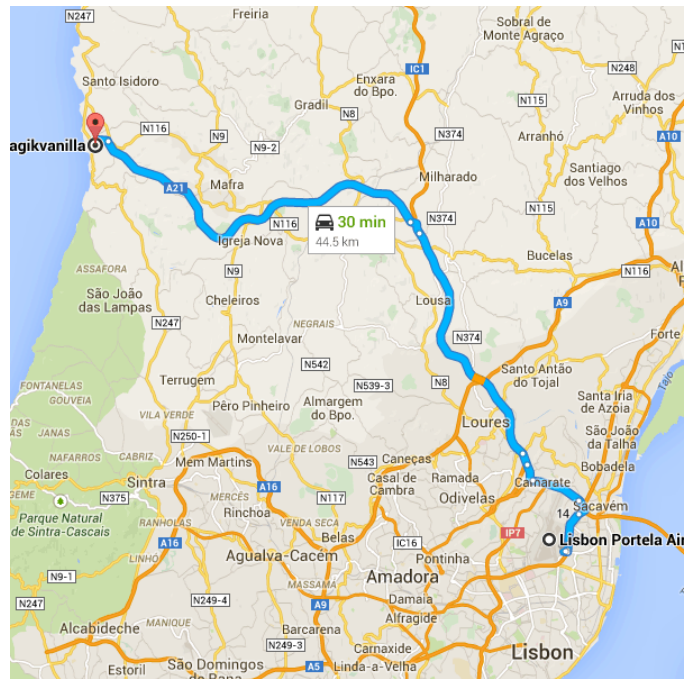 N247
Freiria
Sobral de
Monte Agraço
IC1
N248
Enxara
do Bpo.
Santo Isidoro
N115
Arruda dos
Vinhos
Gradil
N8
A10
N116
N9
N374
Arranhó
agikvanilla
N9-2
Milharado
Santiago
dos Velhos
Mafra
A21
30 min
44.5 km
N374
N115
A10
N116
Igreja Nova
Bucelas
ASSAFORA
N9
N116
São João
das Lampas
Cheleiros
Lousa
A9
N247
NEGRAIS
N374
Forte
Montelavar
N542
Santo Antão
do Tojal
Tejo
FONTANELAS
Terrugem
N539-3
N8
GOUVEIA
Almargem
do Bpo.
Santa Iria
de Azoia
VILA VERDE
Pêro Pinheiro
Loures
DAS
JANAS
N250-1
São João
da Talha
NAFARROS
CABRIZ
VALE DE LOBOS
Caneças
Mem Martins
N543
Ramada
Camarate
Bobadela
Colares
Sintra
A16
Casal de
Cambra
GEME
N375
MERCÊS
N117
Odivelas
Sacavém
Rinchoa
14
Parque Natural
de Sintra-Cascais
RANHOLAS
VENDA SECA
IP7
Belas
Lisbon Portela Air
A16
LINHÓ
IC16
Pontinha
Agualva-Cacém
N9-1
Amadora
MASSAMA
N247
N249-4
A9
Damaia
Alfragide
MANIQUE
Alcabideche
Barcarena
Carnaxide
Lisbon
N249-3
Estoril
São Domingos
A5
Linda-a-Velha